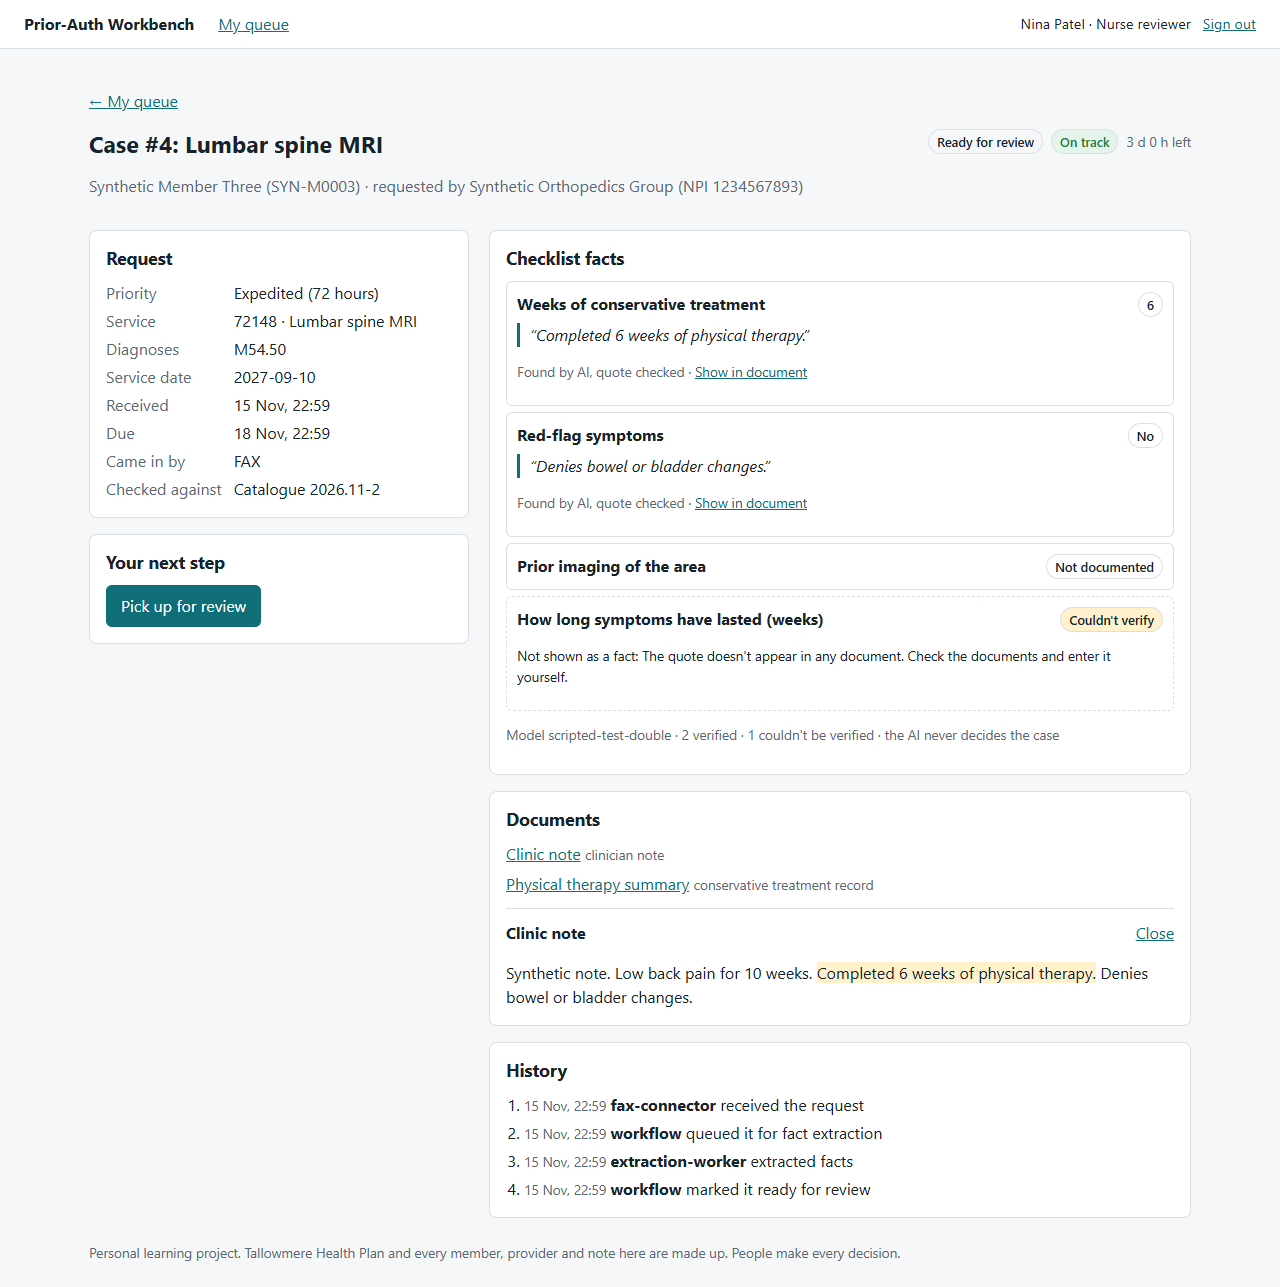 Prior-Auth Workbench
My queue
Nina Patel · Nurse reviewer
Sign out
← My queue
Case #4: Lumbar spine MRI
Ready for review
On track
3 d 0 h left
Synthetic Member Three (SYN-M0003) · requested by Synthetic Orthopedics Group (NPI 1234567893)
Request
Priority Expedited (72 hours)
Service 72148 · Lumbar spine MRI
Diagnoses M54.50
Service date 2027-09-10
Received 15 Nov, 22:59
Due 18 Nov, 22:59
Came in by FAX
Checked against Catalogue 2026.11-2
Your next step
Pick up for review
Checklist facts
Weeks of conservative treatment 6
“Completed 6 weeks of physical therapy.”
Found by AI, quote checked · Show in document
Red-flag symptoms No
“Denies bowel or bladder changes.”
Found by AI, quote checked · Show in document
Prior imaging of the area Not documented
How long symptoms have lasted (weeks) Couldn't verify
Not shown as a fact: The quote doesn't appear in any document. Check the documents and enter it
yourself.
Model scripted-test-double · 2 verified · 1 couldn't be verified · the AI never decides the case
Documents
Clinic note clinician note
Physical therapy summary conservative treatment record
Clinic note Close
Synthetic note. Low back pain for 10 weeks. Completed 6 weeks of physical therapy. Denies
bowel or bladder changes.
History
1. 15 Nov, 22:59 fax-connector received the request
2. 15 Nov, 22:59 workflow queued it for fact extraction
3. 15 Nov, 22:59 extraction-worker extracted facts
4. 15 Nov, 22:59 workflow marked it ready for review
Personal learning project. Tallowmere Health Plan and every member, provider and note here are made up. People make every decision.